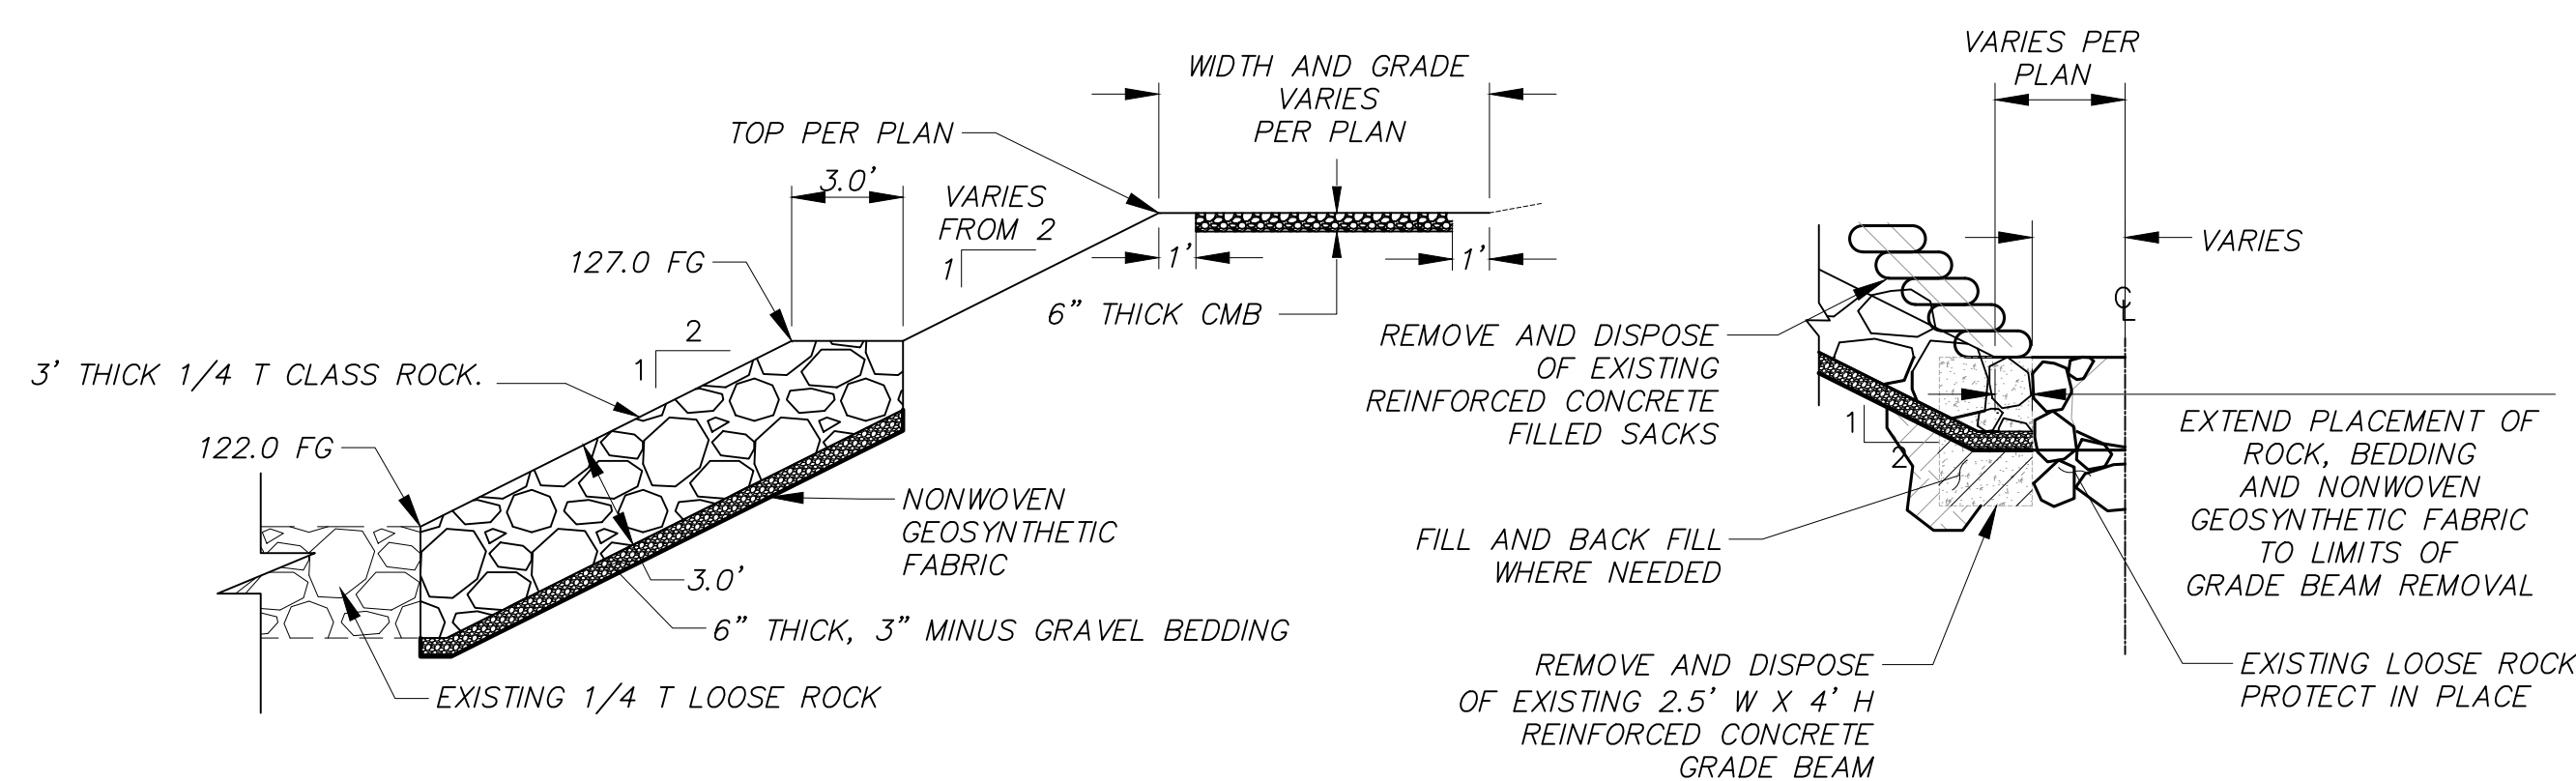 WIDTH AND GRADE
VARIES
PER PLAN
TOP PER PLAN
3.0'
VARIES
FROM 2
1
127.0 FG
1'
1'
6" THICK CMB
2
1
3' THICK 1/4 T CLASS ROCK.
122.0 FG
NONWOVEN
GEOSYNTHETIC
FABRIC
3.0'
6" THICK, 3" MINUS GRAVEL BEDDING
EXISTING 1/4 T LOOSE ROCK
VARIES PER
PLAN
VARIES
CL
REMOVE AND DISPOSE
OF EXISTING
REINFORCED CONCRETE
FILLED SACKS
1
2
EXTEND PLACEMENT OF
ROCK, BEDDING
AND NONWOVEN
GEOSYNTHETIC FABRIC
TO LIMITS OF
GRADE BEAM REMOVAL
FILL AND BACK FILL
WHERE NEEDED
REMOVE AND DISPOSE
OF EXISTING 2.5' W X 4' H
REINFORCED CONCRETE
GRADE BEAM
EXISTING LOOSE ROCK
PROTECT IN PLACE